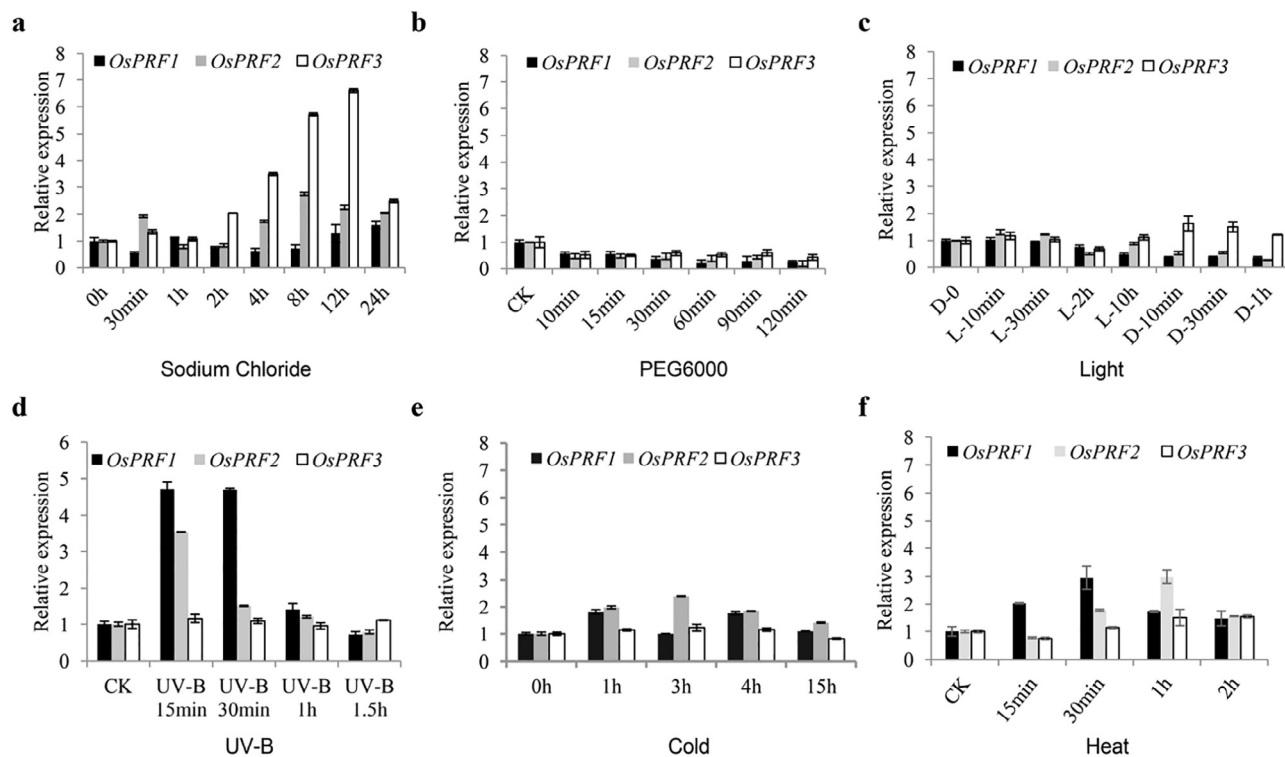 a
OsPRF1 OsPRF2 OsPRF3
Relative expression
8
7
6
5
4
3
2
1
0
0h 30min 1h 2h 4h 8h 12h 24h
Sodium Chloride
b
OsPRF1 OsPRF2 OsPRF3
Relative expression
8
7
6
5
4
3
2
1
0
CK 10min 15min 30min 60min 90min 120min
PEG6000
c
OsPRF1 OsPRF2 OsPRF3
Relative expression
8
7
6
5
4
3
2
1
0
D-0 L-10min L-30min L-2h L-10h D-10min D-30min D-1h
Light
d
OsPRF1 OsPRF2 OsPRF3
Relative expression
6
5
4
3
2
1
0
CK UV-B UV-B UV-B UV-B
15min 30min 1h 1.5h
UV-B
e
OsPRF1 OsPRF2 OsPRF3
Relative expression
8
7
6
5
4
3
2
1
0
0h 1h 3h 4h 15h
Cold
f
OsPRF1 OsPRF2 OsPRF3
Relative expression
8
7
6
5
4
3
2
1
0
CK 15min 30min 1h 2h
Heat